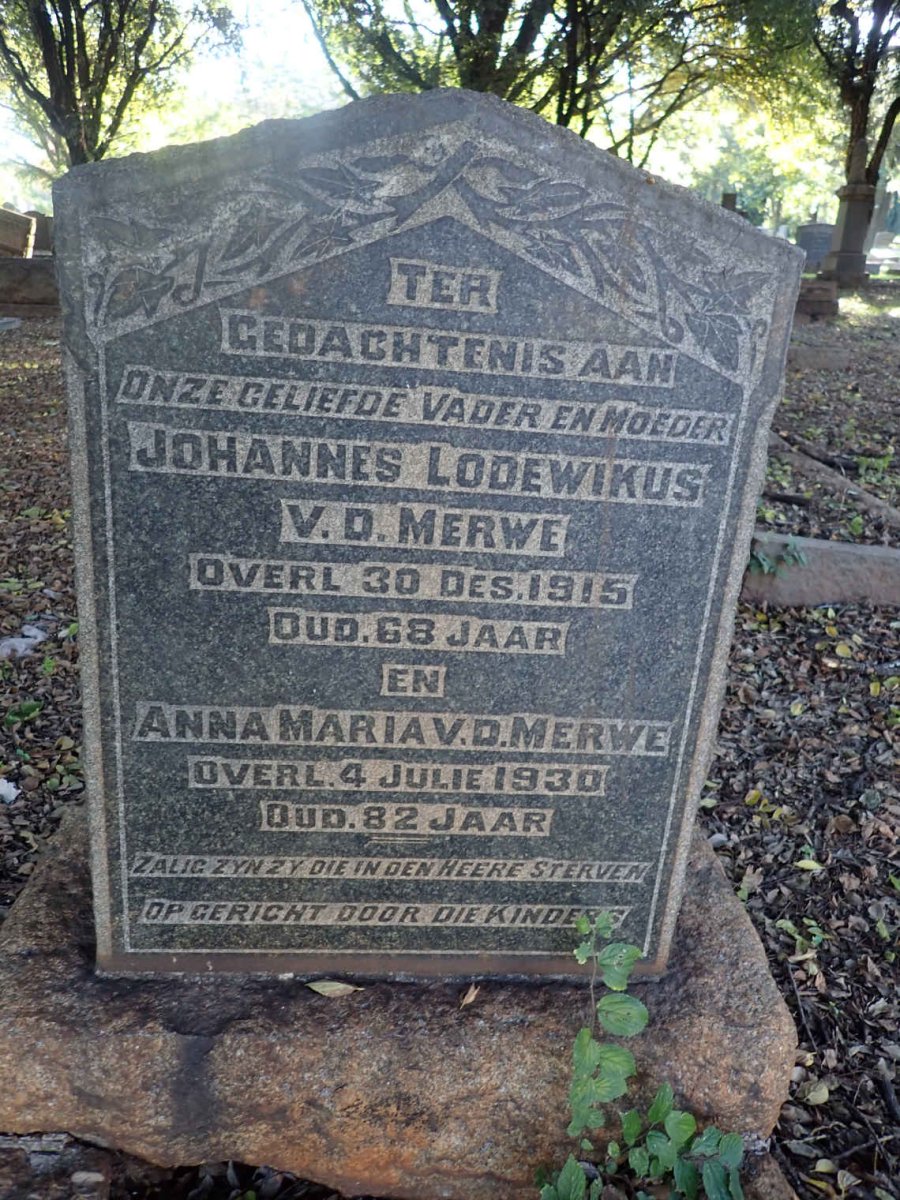 TER
GEDACHTENIS AAN
ONZE GELIEFDE VADER EN MOEDER
JOHANNES LODEWIKUS
V.D. MERWE
OVERL 30 DES.1915
OUD.68 JAAR
EN
ANNA MARIA V.D. MERWE
OVERL.4 JULIE 1930
OUD.82 JAAR
ZALIG ZYN ZY DIE IN DEN HEERE STERVEN
OP GERICHT DOOR DIE KINDERS